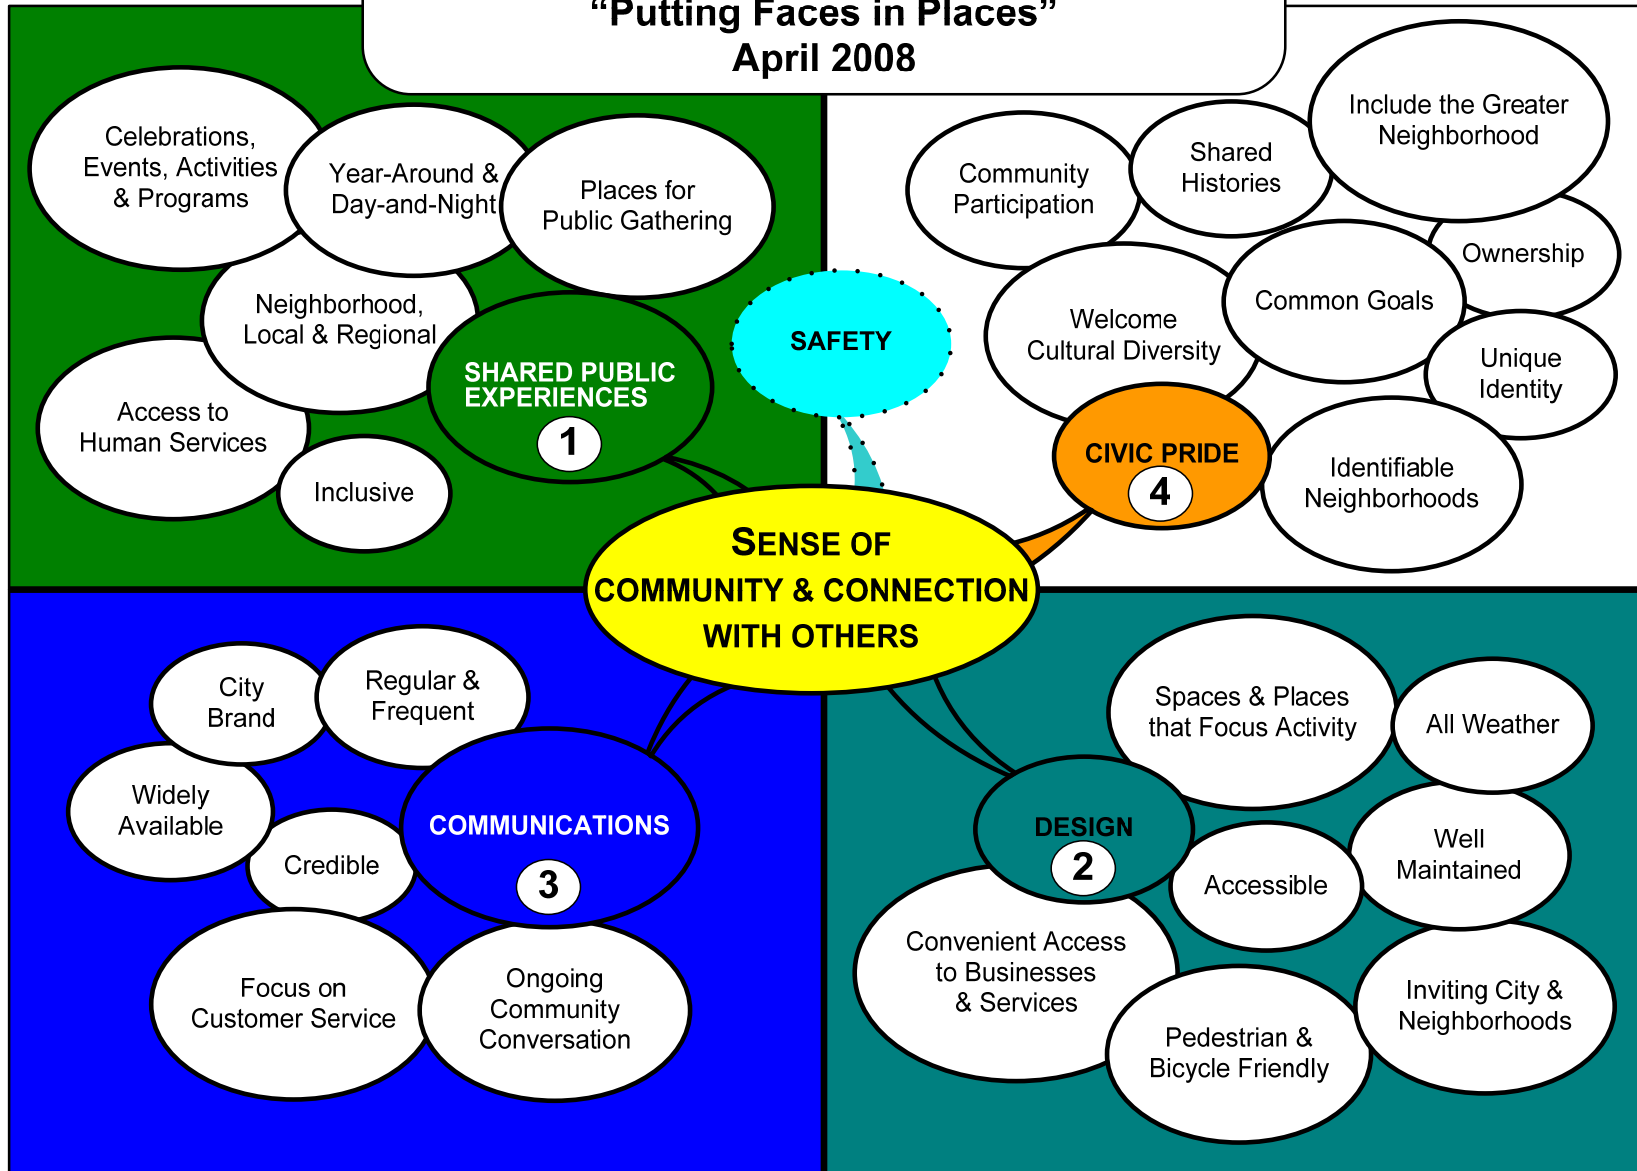 “Putting Faces in Places”
April 2008
Celebrations,
Events, Activities
& Programs
Year-Around &
Day-and-Night
Places for
Public Gathering
Neighborhood,
Local & Regional
Access to
Human Services
Inclusive
SHARED PUBLIC
EXPERIENCES
1
SAFETY
Community
Participation
Shared
Histories
Include the Greater
Neighborhood
Ownership
Common Goals
Welcome
Cultural Diversity
Unique
Identity
Identifiable
Neighborhoods
CIVIC PRIDE
4
SENSE OF
COMMUNITY & CONNECTION
WITH OTHERS
City
Brand
Regular &
Frequent
Widely
Available
Credible
COMMUNICATIONS
3
Focus on
Customer Service
Ongoing
Community
Conversation
Spaces & Places
that Focus Activity
All Weather
DESIGN
2
Accessible
Well
Maintained
Convenient Access
to Businesses
& Services
Pedestrian &
Bicycle Friendly
Inviting City &
Neighborhoods